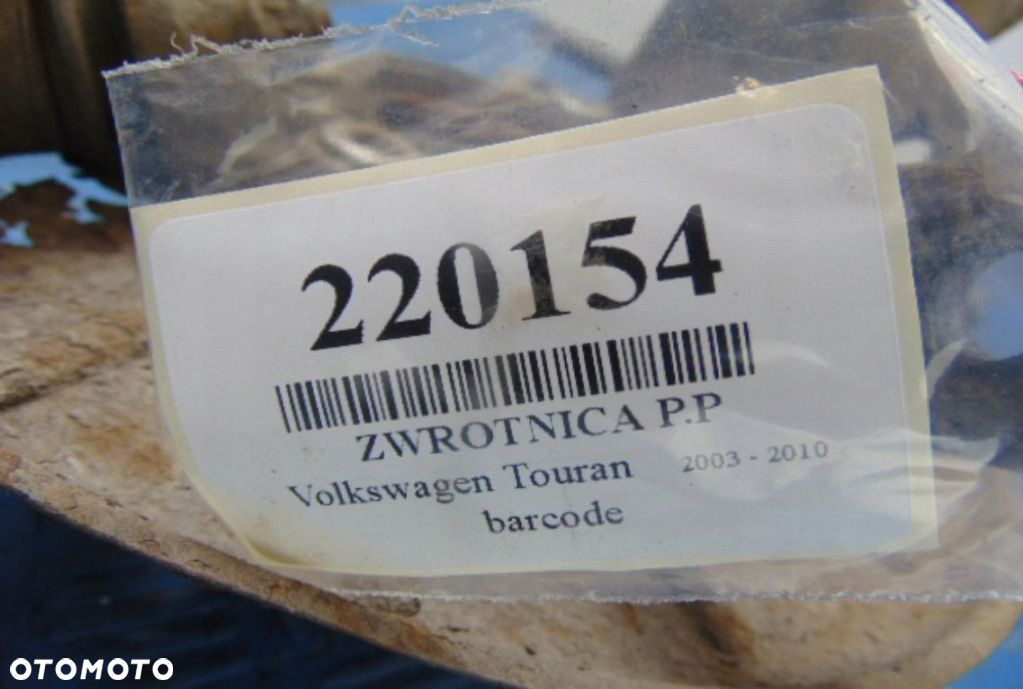 220154
ZWROTNICA P.P
Volkswagen Touran 2003 - 2010
barcode
OTOMOTO